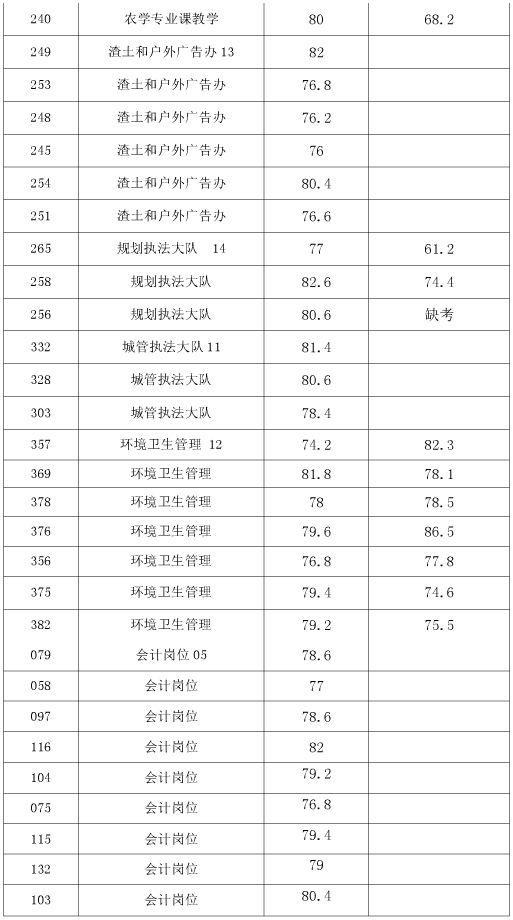 240 农学专业课教学 80 68.2
249 渣土和户外广告办13 82
253 渣土和户外广告办 76.8
248 渣土和户外广告办 76.2
245 渣土和户外广告办 76
254 渣土和户外广告办 80.4
251 渣土和户外广告办 76.6
265 规划执法大队 14 77 61.2
258 规划执法大队 82.6 74.4
256 规划执法大队 80.6 缺考
332 城管执法大队11 81.4
328 城管执法大队 80.6
303 城管执法大队 78.4
357 环境卫生管理 12 74.2 82.3
369 环境卫生管理 81.8 78.1
378 环境卫生管理 78 78.5
376 环境卫生管理 79.6 86.5
356 环境卫生管理 76.8 77.8
375 环境卫生管理 79.4 74.6
382 环境卫生管理 79.2 75.5
079 会计岗位05 78.6
058 会计岗位 77
097 会计岗位 78.6
116 会计岗位 82
104 会计岗位 79.2
075 会计岗位 76.8
115 会计岗位 79.4
132 会计岗位 79
103 会计岗位 80.4